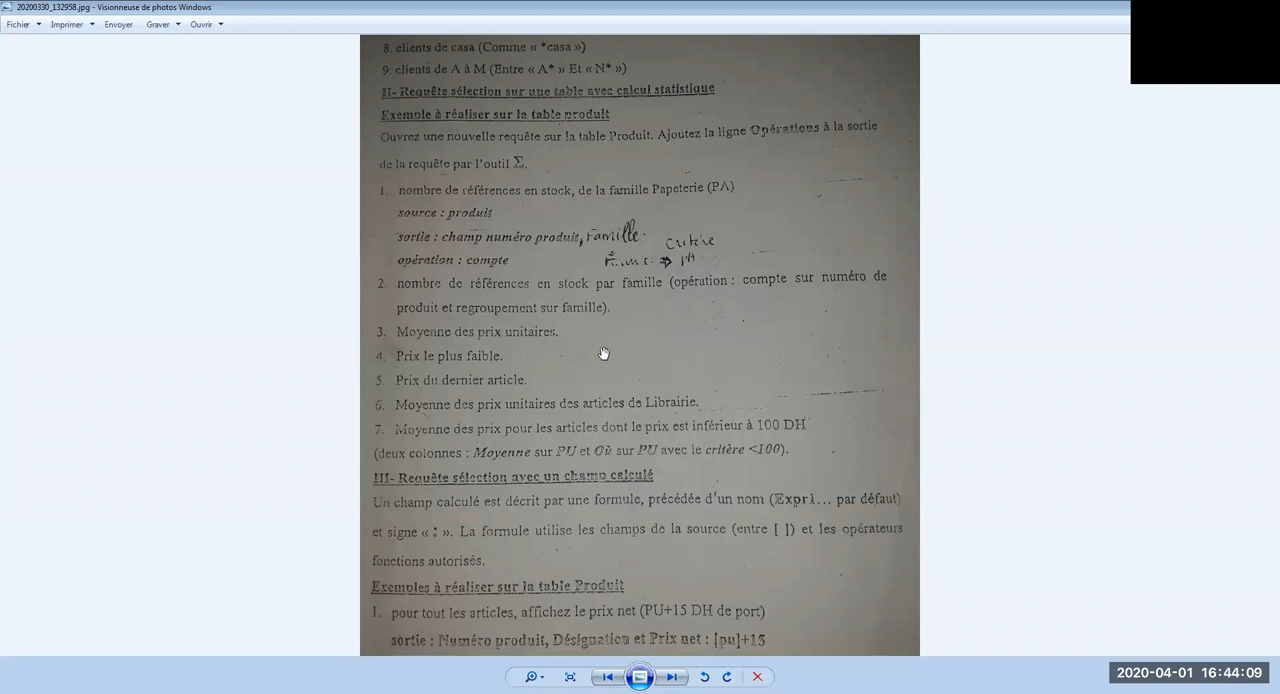 20200330_132958.jpg - Visionneuse de photos Windows
Fichier Imprimer Envoyer Graver Ouvrir
8. clients de casa (Comme « *casa »)
9. clients de A à M (Entre « A* » Et « N* »)
II- Requête sélection sur une table avec calcul statistique
Exemple à réaliser sur la table produit
Ouvrez une nouvelle requête sur la table Produit. Ajoutez la ligne Opérations à la sortie
de la requête par l'outil Σ.
1. nombre de références en stock, de la famille Papeterie (PA)
source : produit
sortie : champ numéro produit, Famille.
Critère
opération : compte
⇒ PA
2. nombre de références en stock par famille (opération : compte sur numéro de
produit et regroupement sur famille).
3. Moyenne des prix unitaires.
4. Prix le plus faible.
5. Prix du dernier article.
6. Moyenne des prix unitaires des articles de Librairie.
7. Moyenne des prix pour les articles dont le prix est inférieur à 100 DH
(deux colonnes : Moyenne sur PU et Où sur PU avec le critère <100).
III- Requête sélection avec un champ calculé
Un champ calculé est décrit par une formule, précédée d'un nom (Expr1... par défaut)
et signe « : ». La formule utilise les champs de la source (entre [ ]) et les opérateurs
fonctions autorisés.
Exemples à réaliser sur la table Produit
1. pour tout les articles, affichez le prix net (PU+15 DH de port)
sortie : Numéro produit, Désignation et Prix net : [pu]+15
2020-04-01 16:44:09